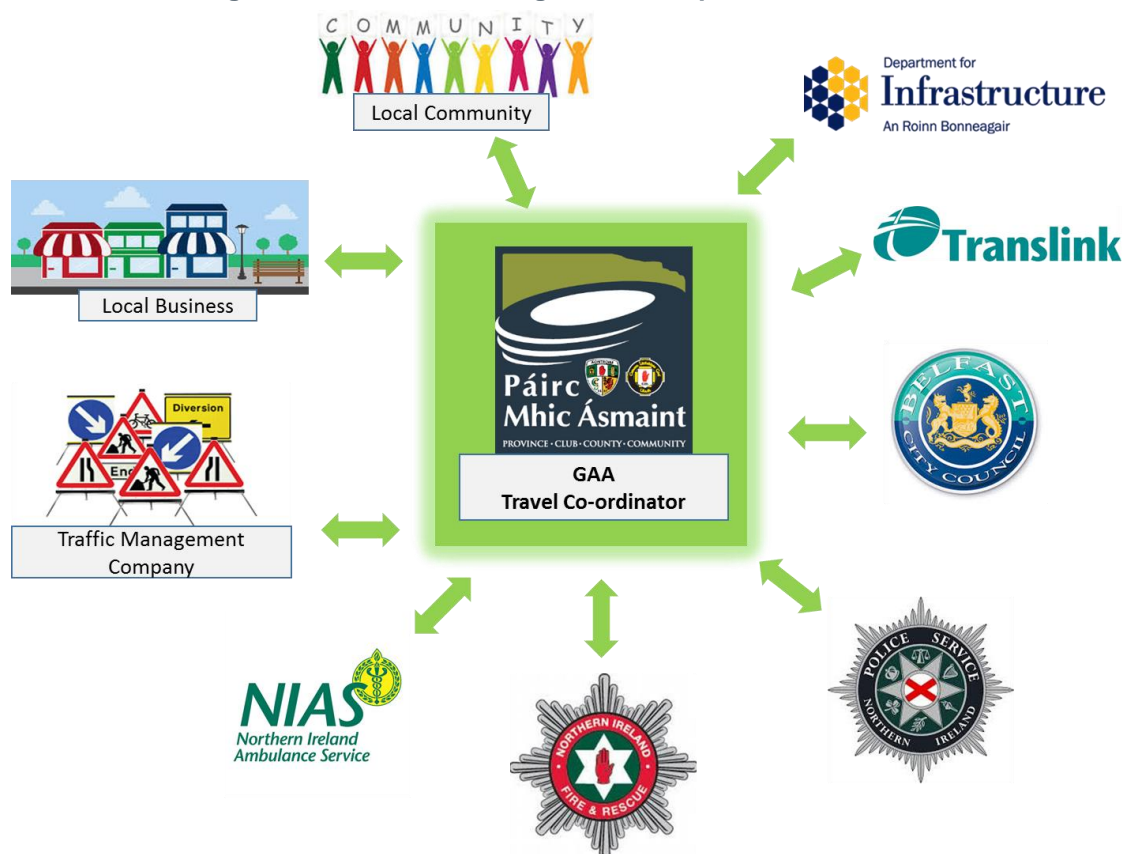 COMMUNITY
Local Community
Department for
Infrastructure
An Roinn Bonneagair
Local Business
Translink
Páirc
Mhic Ásmaint
PROVINCE · CLUB · COUNTY · COMMUNITY
GAA
Travel Co-ordinator
BELFAST
CITY COUNCIL
Diversion
End
Traffic Management
Company
NIAS
Northern Ireland
Ambulance Service
NORTHERN IRELAND
FIRE & RESCUE
POLICE SERVICE
NORTHERN IRELAND